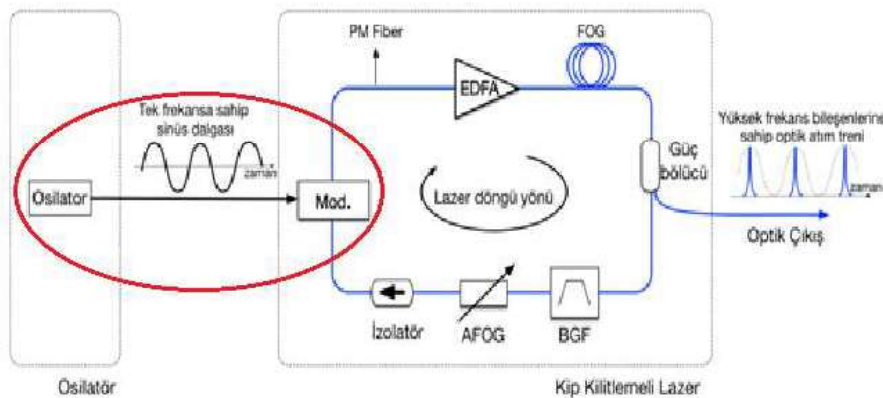 PM Fiber
FOG
EDFA
Tek frekansa sahip
sinüs dalgası
zaman
Osilator
Mod.
Lazer döngü yönü
Güç
bölücü
Yüksek frekans bileşenlerine
sahip optik atım treni
zaman
Optik Çıkış
İzolatör
AFOG
BGF
Osilatör
Kip Kilitlemeli Lazer